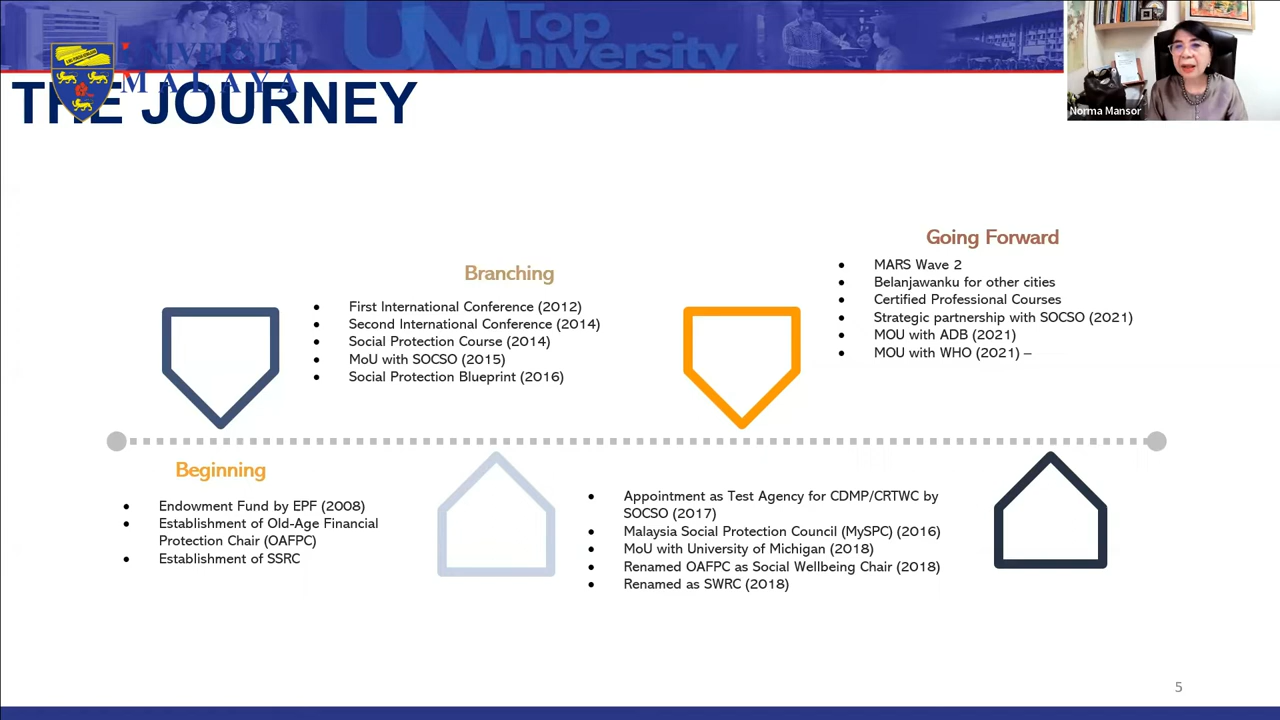 UM Top University
UNIVERSITI
MALAYA
THE JOURNEY
Norma Mansor
Going Forward
• MARS Wave 2
• Belanjawanku for other cities
• Certified Professional Courses
• Strategic partnership with SOCSO (2021)
• MOU with ADB (2021)
• MOU with WHO (2021) –
Branching
• First International Conference (2012)
• Second International Conference (2014)
• Social Protection Course (2014)
• MoU with SOCSO (2015)
• Social Protection Blueprint (2016)
Beginning
• Endowment Fund by EPF (2008)
• Establishment of Old-Age Financial
Protection Chair (OAFPC)
• Establishment of SSRC
• Appointment as Test Agency for CDMP/CRTWC by
SOCSO (2017)
• Malaysia Social Protection Council (MySPC) (2016)
• MoU with University of Michigan (2018)
• Renamed OAFPC as Social Wellbeing Chair (2018)
• Renamed as SWRC (2018)
5